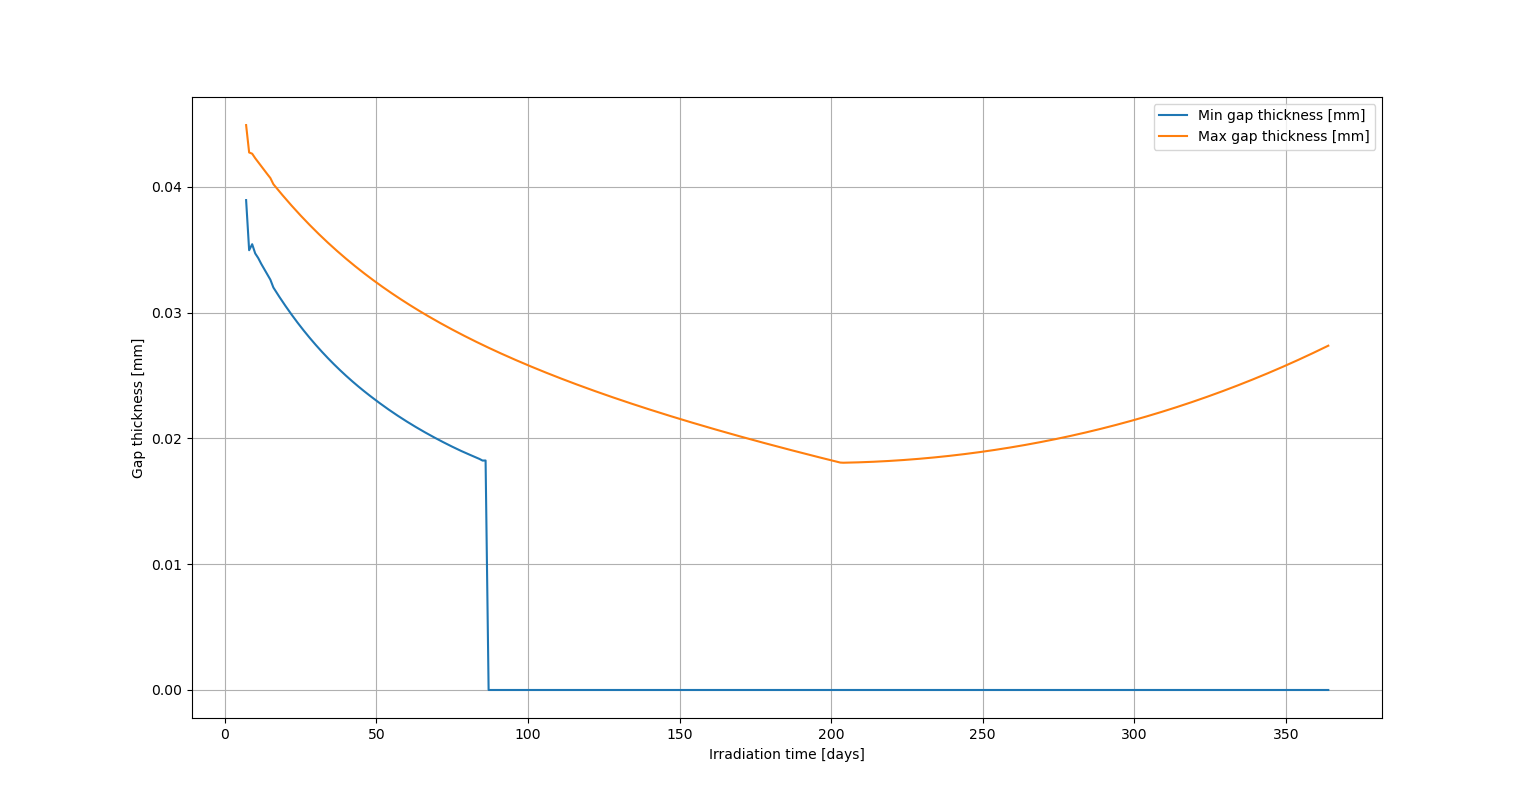 Min gap thickness [mm]
Max gap thickness [mm]
Gap thickness [mm]
0.04
0.03
0.02
0.01
0.00
0 50 100 150 200 250 300 350
Irradiation time [days]